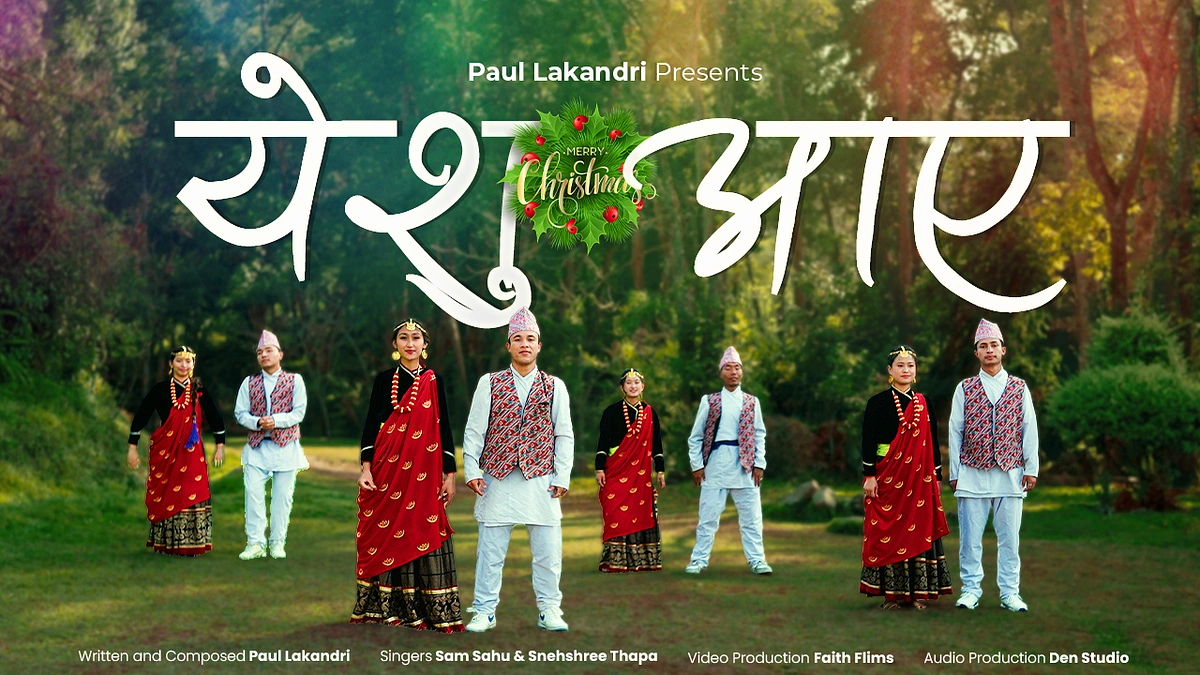 Paul Lakandri Presents
येशु आए
MERRY
Christmas
Written and Composed Paul Lakandri
Singers Sam Sahu & Snehshree Thapa
Video Production Faith Flims
Audio Production Den Studio